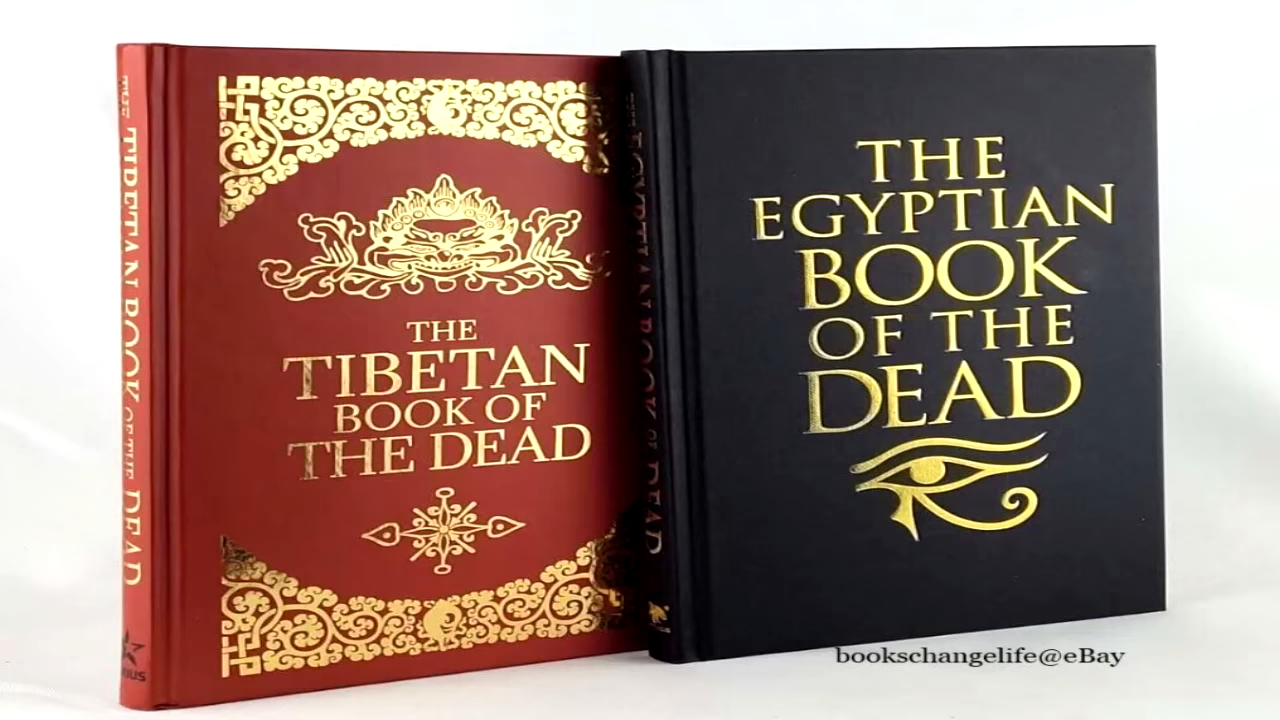 THE TIBETAN BOOK OF THE DEAD
THE
TIBETAN
BOOK OF
THE DEAD
THE EGYPTIAN BOOK OF THE DEAD
THE
EGYPTIAN
BOOK
OF THE
DEAD
bookschangelife@eBay